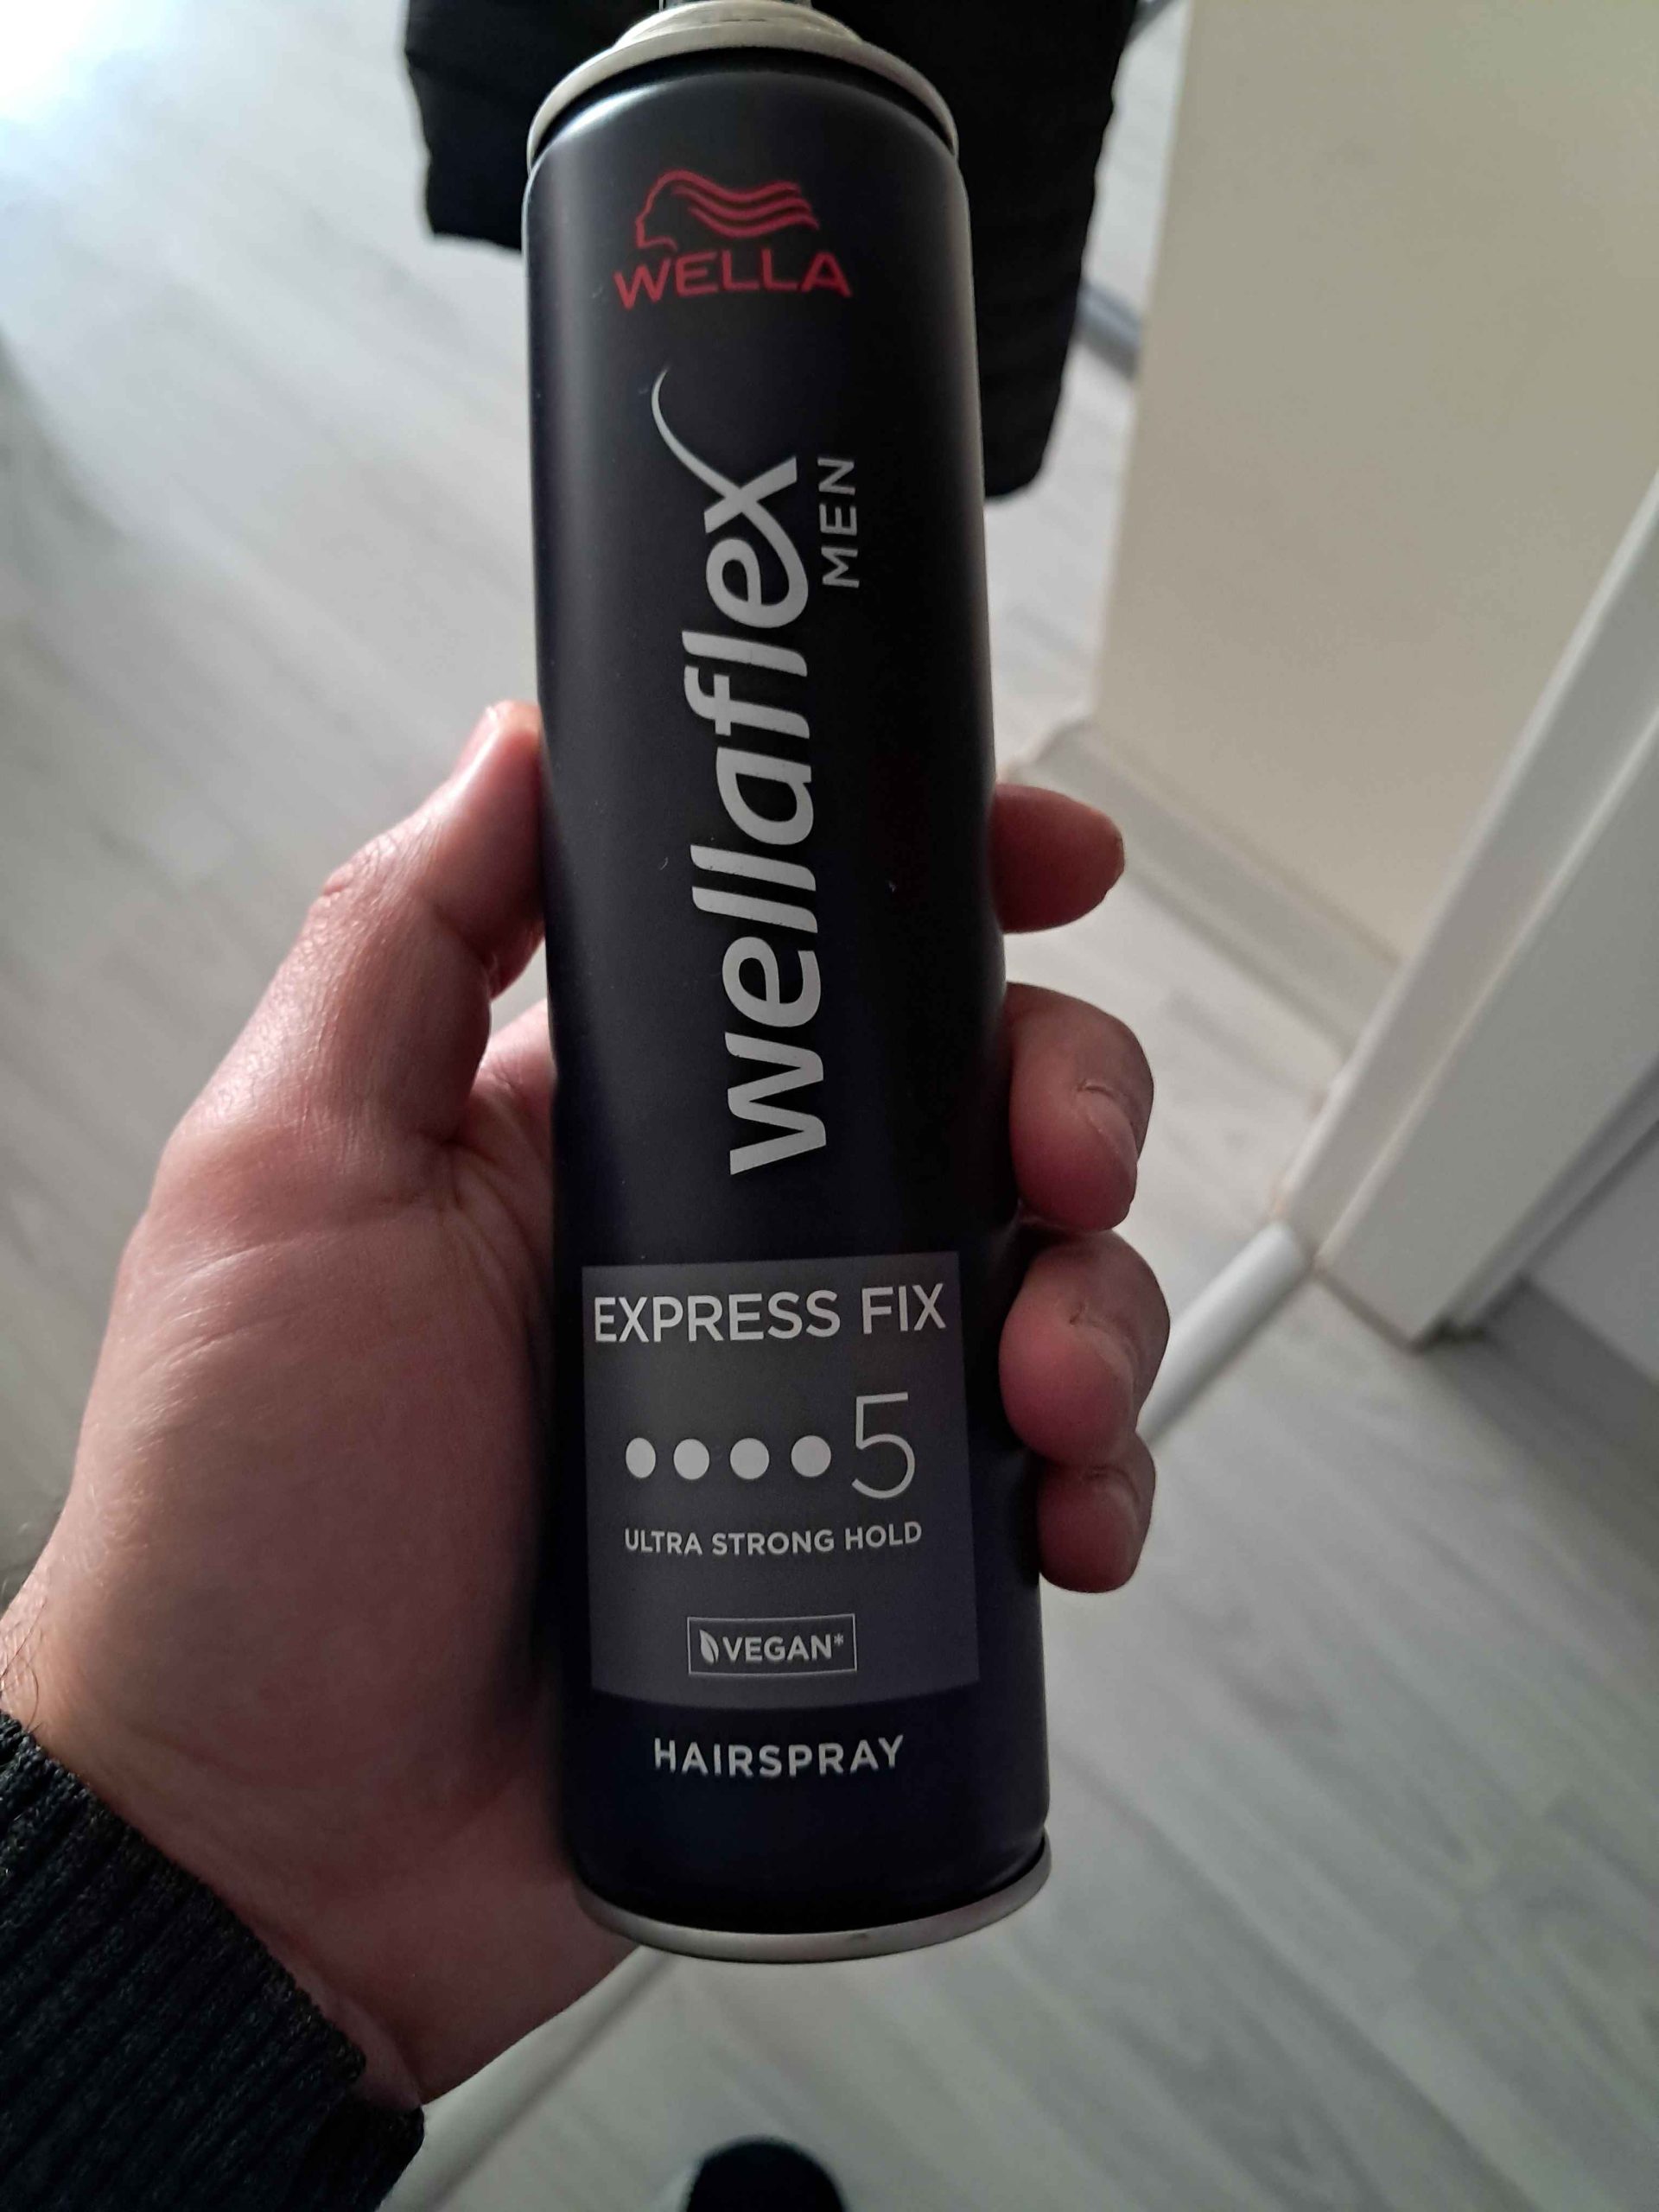 WELLA
wellaflex
MEN
EXPRESS FIX
5
ULTRA STRONG HOLD
VEGAN*
HAIRSPRAY